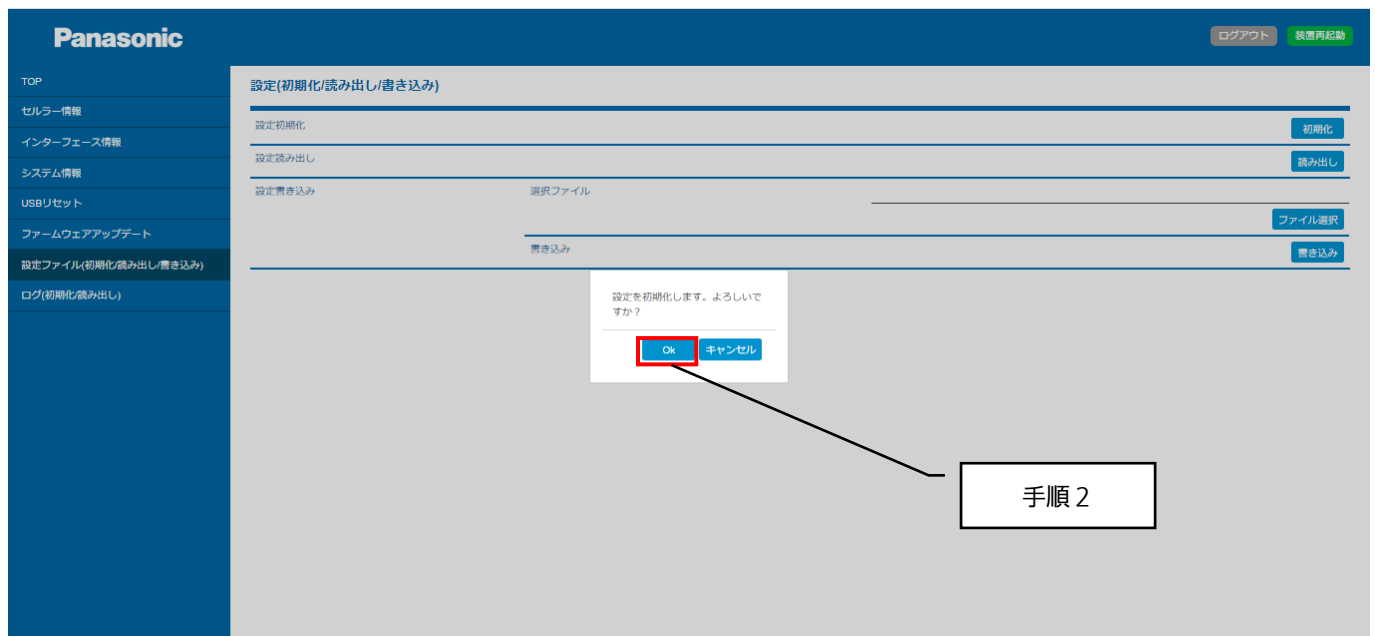 Panasonic
ログアウト
装置再起動
TOP
セルラー情報
インターフェース情報
システム情報
USBリセット
ファームウェアアップデート
設定ファイル(初期化/読み出し/書き込み)
ログ(初期化/読み出し)
設定(初期化/読み出し/書き込み)
設定初期化
初期化
設定読み出し
読み出し
設定書き込み
選択ファイル
ファイル選択
書き込み
書き込み
設定を初期化します。よろしいで
すか？
Ok
キャンセル
手順２